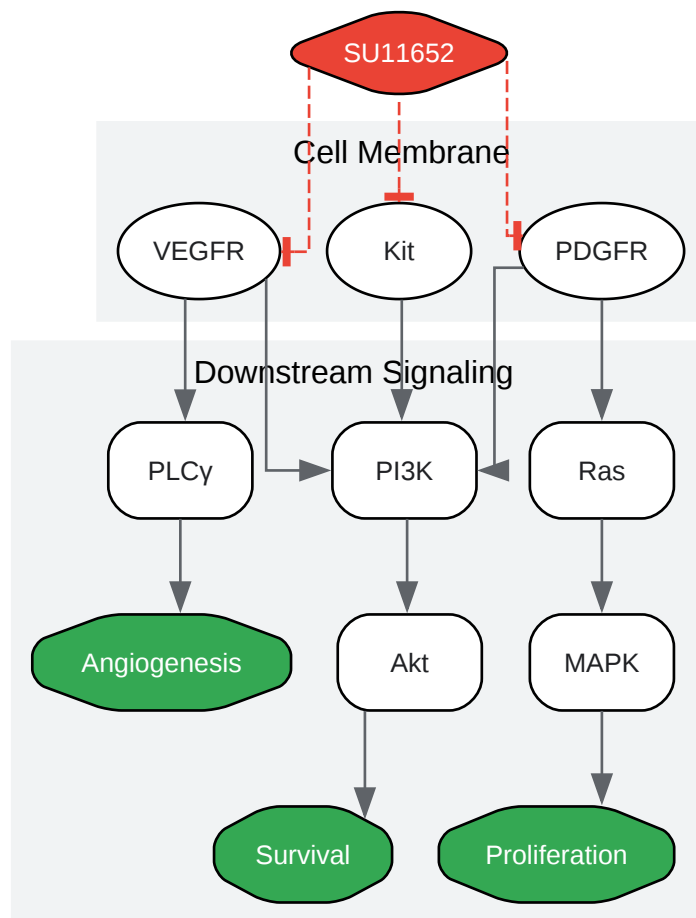 SU11652
Cell Membrane
VEGFR
Kit
PDGFR
Downstream Signaling
PLCγ
PI3K
Ras
Angiogenesis
Akt
MAPK
Survival
Proliferation